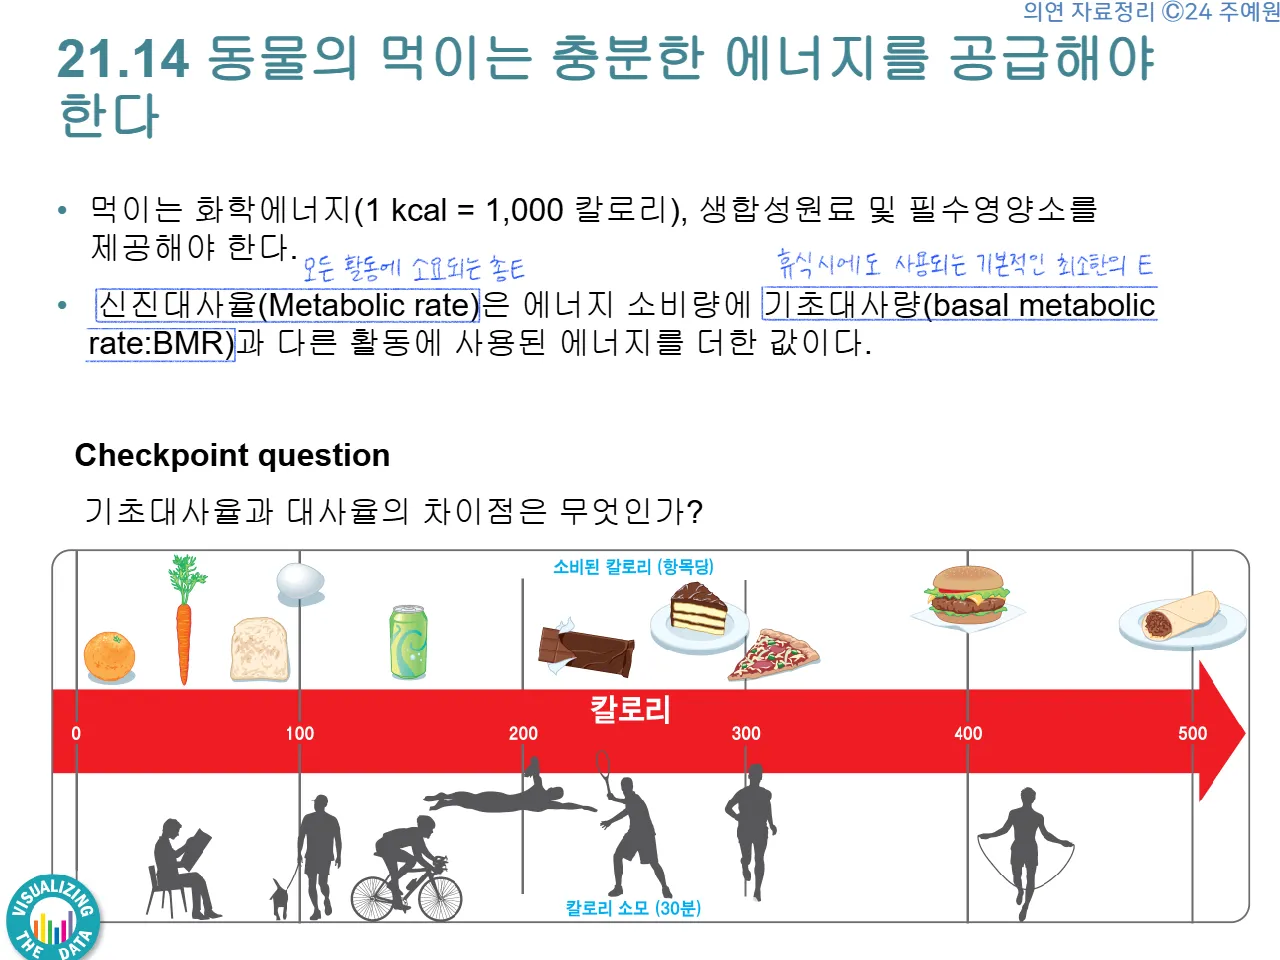 의연 자료정리 ©24 주예원
21.14 동물의 먹이는 충분한 에너지를 공급해야
한다
• 먹이는 화학에너지(1 kcal = 1,000 칼로리), 생합성원료 및 필수영양소를
제공해야 한다.
모든 활동에 소요되는 총E
휴식시에도 사용되는 기본적인 최소한의 E
• 신진대사율(Metabolic rate)은 에너지 소비량에 기초대사량(basal metabolic
rate:BMR)과 다른 활동에 사용된 에너지를 더한 값이다.
Checkpoint question
기초대사율과 대사율의 차이점은 무엇인가?
소비된 칼로리 (항목딩)
칼로리
0 100 200 300 400 500
칼로리 소모 (30분)
VISUALIZING
THE DATA